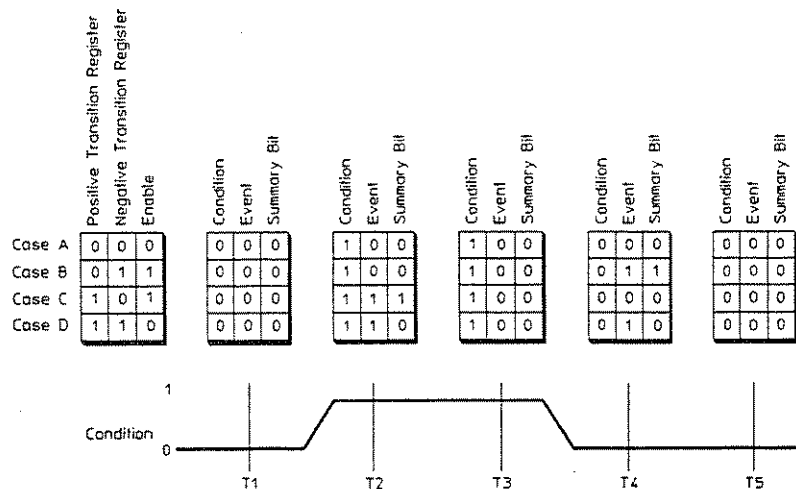 Positive Transition Register
Negative Transition Register
Enable
Condition
Event
Summary Bit
Condition
Event
Summary Bit
Condition
Event
Summary Bit
Condition
Event
Summary Bit
Condition
Event
Summary Bit
Case A 0 0 0 0 0 0 1 0 0 1 0 0 0 0 0 0 0 0
Case B 0 1 1 0 0 0 1 0 0 1 0 0 0 1 1 0 0 0
Case C 1 0 1 0 0 0 1 1 1 1 0 0 0 0 0 0 0 0
Case D 1 1 0 0 0 0 1 1 0 1 0 0 0 1 0 0 0 0
1
Condition
0
T1 T2 T3 T4 T5